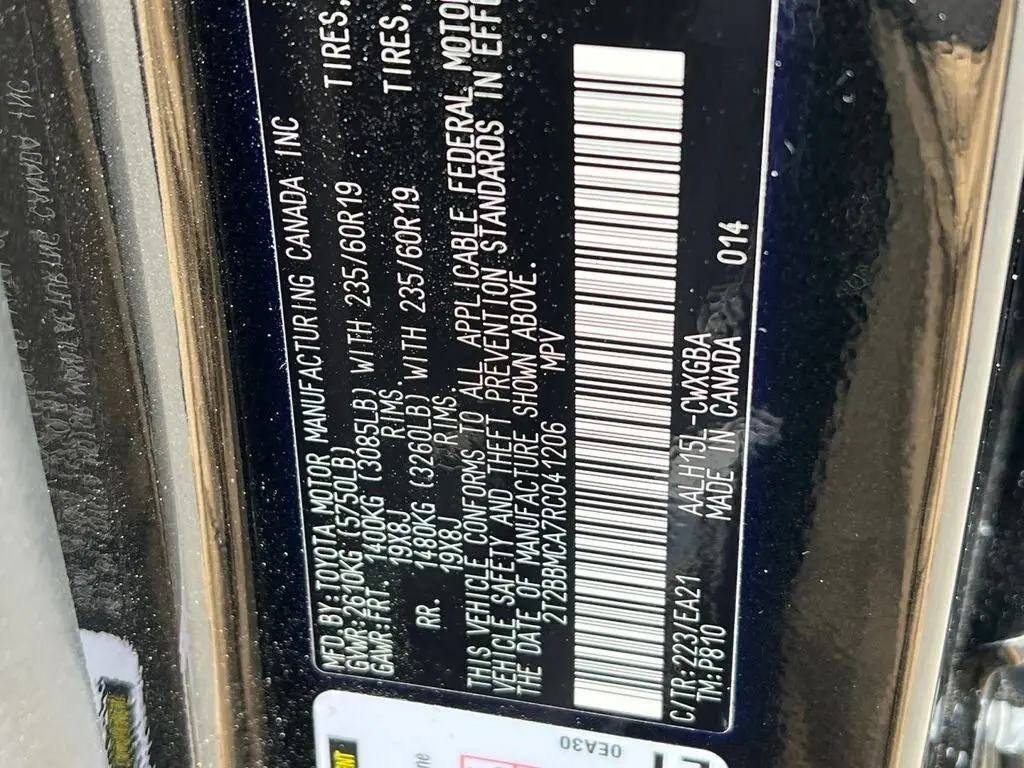 MFD BY:TOYOTA MOTOR MANUFACTURING CANADA INC
GVWR:2610KG (5750LB)
GAWR:FRT. 1400KG (3085LB) WITH 235/60R19 TIRES,
19X8J RIMS.
RR. 1480KG (3260LB) WITH 235/60R19 TIRES,
19X8J RIMS
THIS VEHICLE CONFORMS TO ALL APPLICABLE FEDERAL MOTOR
VEHICLE SAFETY AND THEFT PREVENTION STANDARDS IN EFF
THE DATE OF MANUFACTURE SHOWN ABOVE.
2T2BBMCA7RC041206 MPV
C/TR:223/EA21 AALH15L-CWXGBA
TM:P810 MADE IN CANADA 014
0EA30